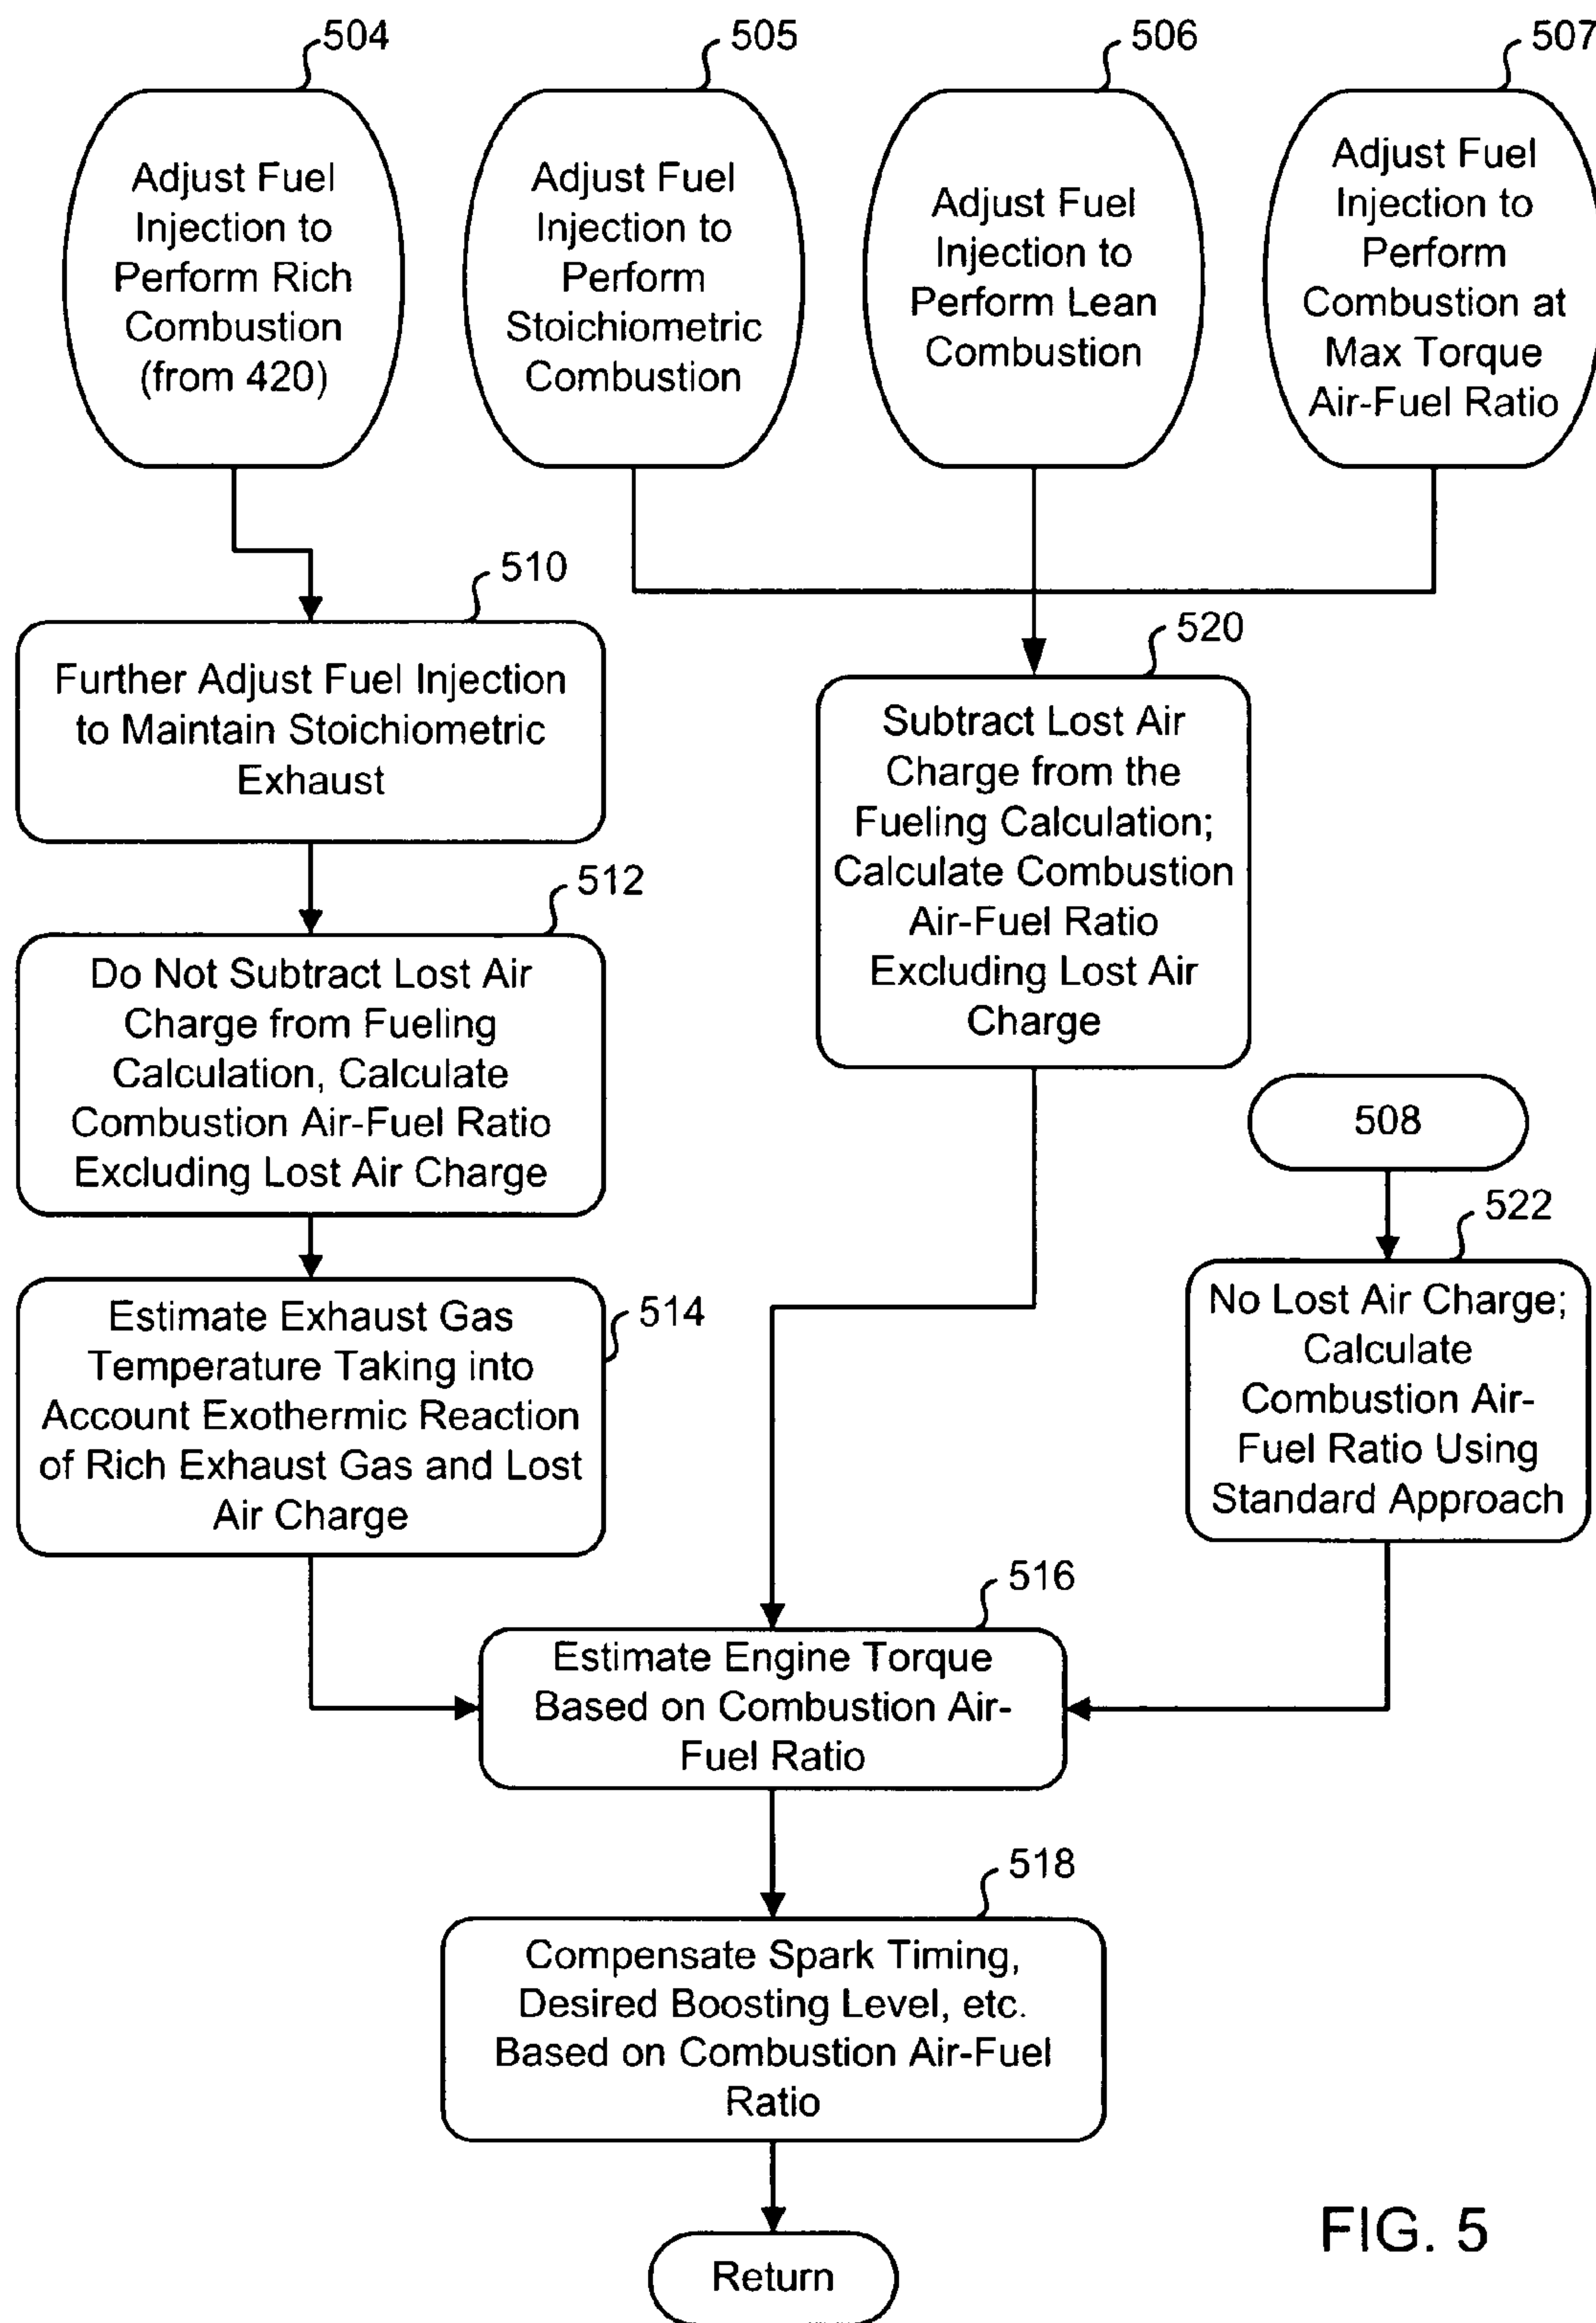 504
505
506
507
Adjust Fuel
Injection to
Perform Rich
Combustion
(from 420)
Adjust Fuel
Injection to
Perform
Stoichiometric
Combustion
Adjust Fuel
Injection to
Perform Lean
Combustion
Adjust Fuel
Injection to
Perform
Combustion at
Max Torque
Air-Fuel Ratio
510
Further Adjust Fuel Injection
to Maintain Stoichiometric
Exhaust
520
Subtract Lost Air
Charge from the
Fueling Calculation;
Calculate Combustion
Air-Fuel Ratio
Excluding Lost Air
Charge
512
Do Not Subtract Lost Air
Charge from Fueling
Calculation, Calculate
Combustion Air-Fuel Ratio
Excluding Lost Air Charge
508
522
No Lost Air Charge;
Calculate
Combustion Air-
Fuel Ratio Using
Standard Approach
514
Estimate Exhaust Gas
Temperature Taking into
Account Exothermic Reaction
of Rich Exhaust Gas and Lost
Air Charge
516
Estimate Engine Torque
Based on Combustion Air-
Fuel Ratio
518
Compensate Spark Timing,
Desired Boosting Level, etc.
Based on Combustion Air-Fuel
Ratio
Return
FIG. 5